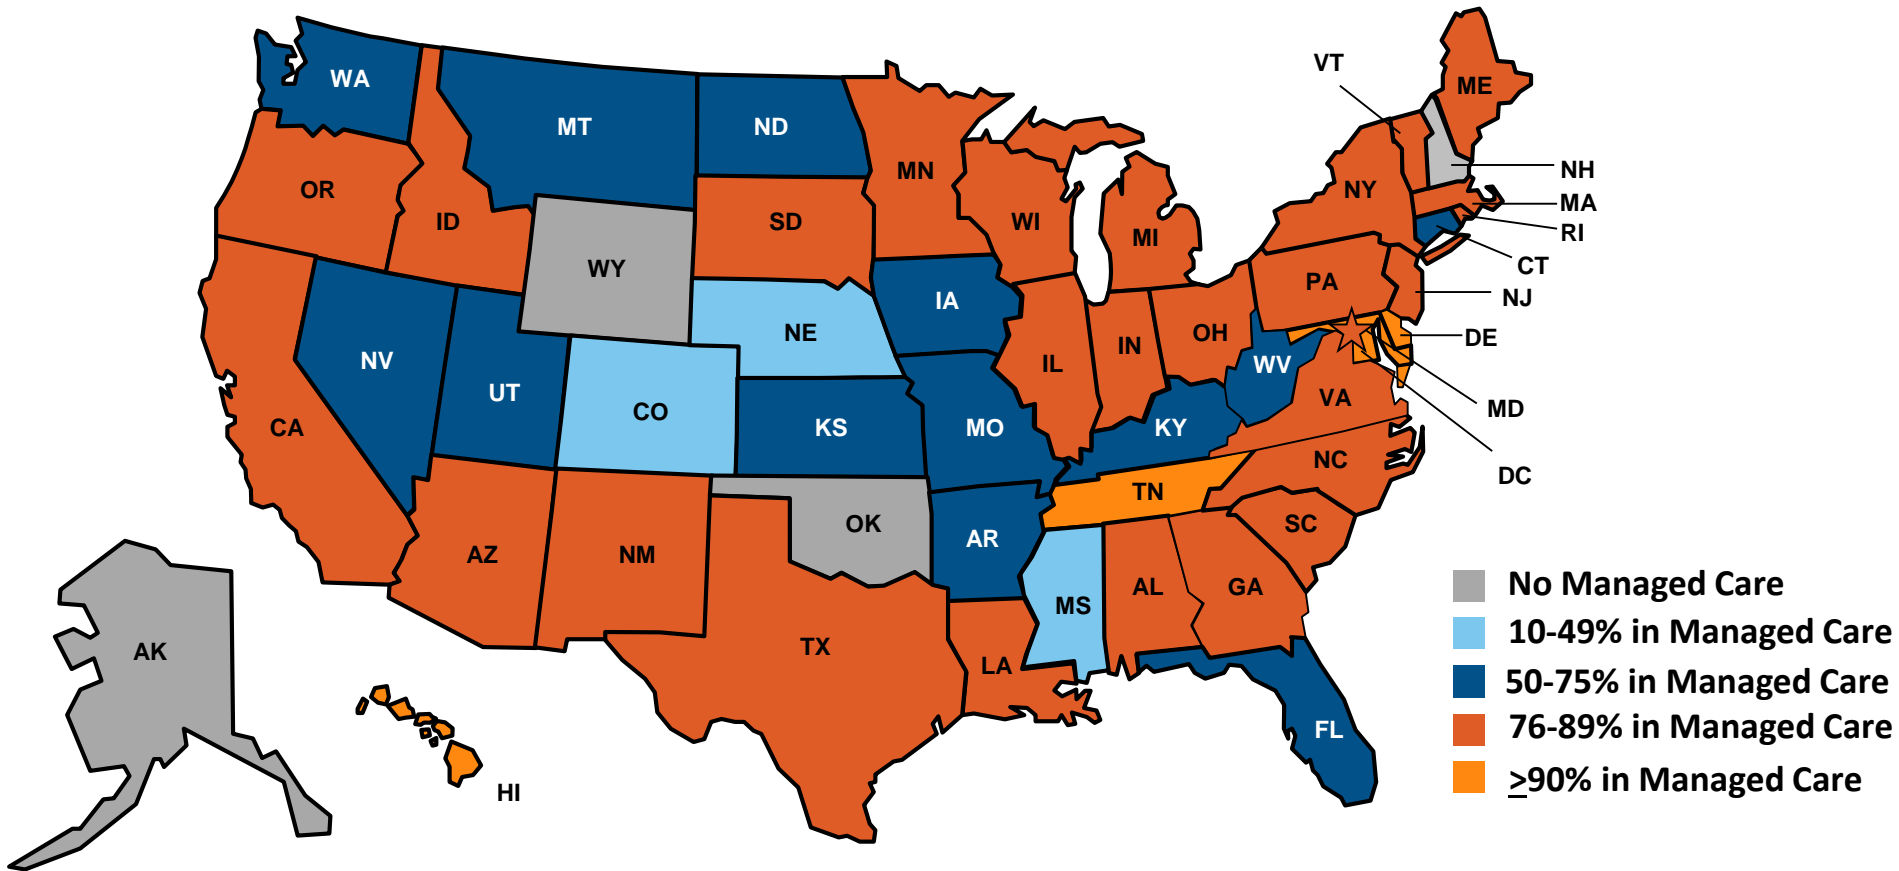 WA
MT
ND
MN
VT
ME
OR
ID
SD
WI
MI
NY
NH
MA
RI
CT
NJ
WY
NE
IA
PA
DE
NV
UT
CO
IL
IN
OH
WV
VA
MD
DC
CA
KS
MO
KY
NC
TN
AZ
NM
OK
AR
SC
MS
AL
GA
TX
LA
FL
AK
HI
No Managed Care
10-49% in Managed Care
50-75% in Managed Care
76-89% in Managed Care
>90% in Managed Care